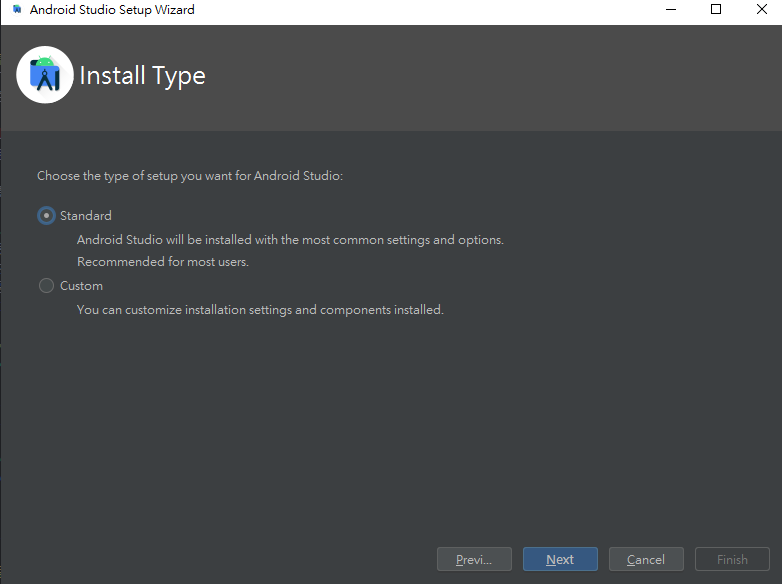 Android Studio Setup Wizard
Install Type
Choose the type of setup you want for Android Studio:
Standard
Android Studio will be installed with the most common settings and options.
Recommended for most users.
Custom
You can customize installation settings and components installed.
Previ... Next Cancel Finish